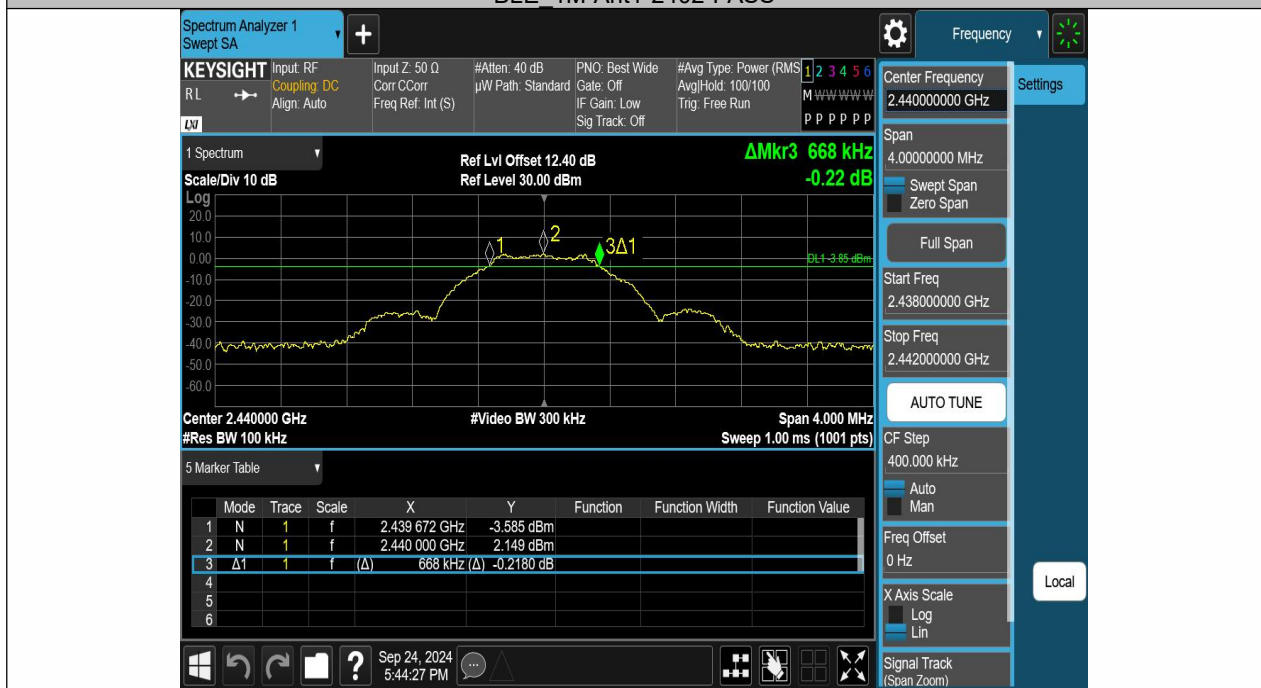 Spectrum Analyzer 1
Swept SA
Frequency
KEYSIGHT
RL
LXI
Input: RF
Coupling: DC
Align: Auto
Input Z: 50 Ω
Corr CCorr
Freq Ref: Int (S)
#Atten: 40 dB
µW Path: Standard
PNO: Best Wide
Gate: Off
IF Gain: Low
Sig Track: Off
#Avg Type: Power (RMS
Avg|Hold: 100/100
Trig: Free Run
1 2 3 4 5 6
M W W W W W
P P P P P P
1 Spectrum
Scale/Div 10 dB
Ref Lvl Offset 12.40 dB
Ref Level 30.00 dBm
ΔMkr3 668 kHz
-0.22 dB
Log
20.0
10.0
0.00
-10.0
-20.0
-30.0
-40.0
-50.0
-60.0
1
2
3Δ1
DL1 -3.85 dBm
Center 2.440000 GHz
#Video BW 300 kHz
Span 4.000 MHz
#Res BW 100 kHz
Sweep 1.00 ms (1001 pts)
5 Marker Table
Mode Trace Scale X Y Function Function Width Function Value
1 N 1 f 2.439 672 GHz -3.585 dBm
2 N 1 f 2.440 000 GHz 2.149 dBm
3 Δ1 1 f (Δ) 668 kHz (Δ) -0.2180 dB
4
5
6
?
Sep 24, 2024
5:44:27 PM
Center Frequency
2.440000000 GHz
Settings
Span
4.00000000 MHz
Swept Span
Zero Span
Full Span
Start Freq
2.438000000 GHz
Stop Freq
2.442000000 GHz
AUTO TUNE
CF Step
400.000 kHz
Auto
Man
Freq Offset
0 Hz
X Axis Scale
Log
Lin
Local
Signal Track
(Span Zoom)